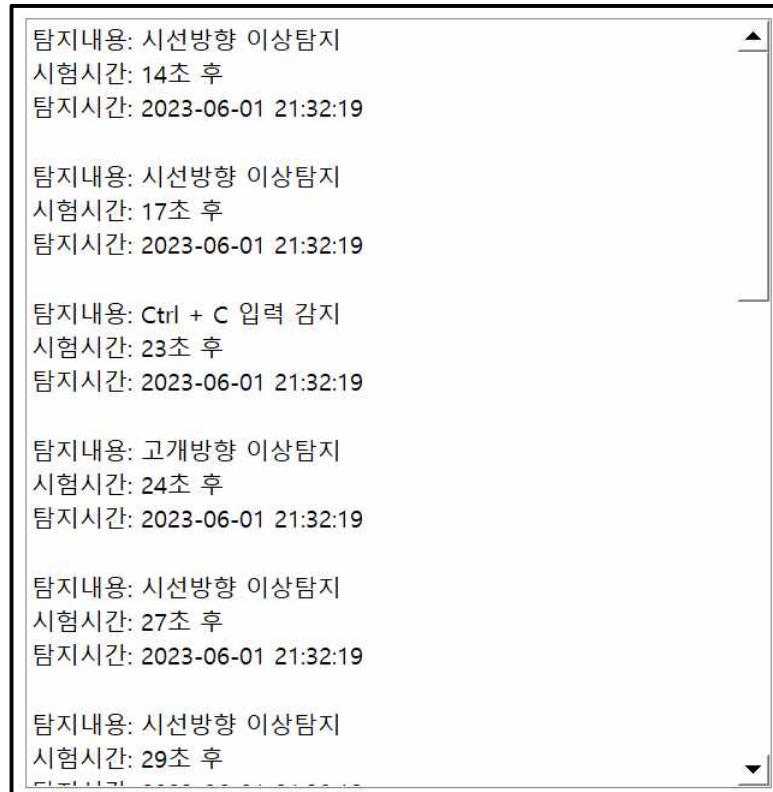 탐지내용: 시선방향 이상탐지
시험시간: 14초 후
탐지시간: 2023-06-01 21:32:19
탐지내용: 시선방향 이상탐지
시험시간: 17초 후
탐지시간: 2023-06-01 21:32:19
탐지내용: Ctrl + C 입력 감지
시험시간: 23초 후
탐지시간: 2023-06-01 21:32:19
탐지내용: 고개방향 이상탐지
시험시간: 24초 후
탐지시간: 2023-06-01 21:32:19
탐지내용: 시선방향 이상탐지
시험시간: 27초 후
탐지시간: 2023-06-01 21:32:19
탐지내용: 시선방향 이상탐지
시험시간: 29초 후